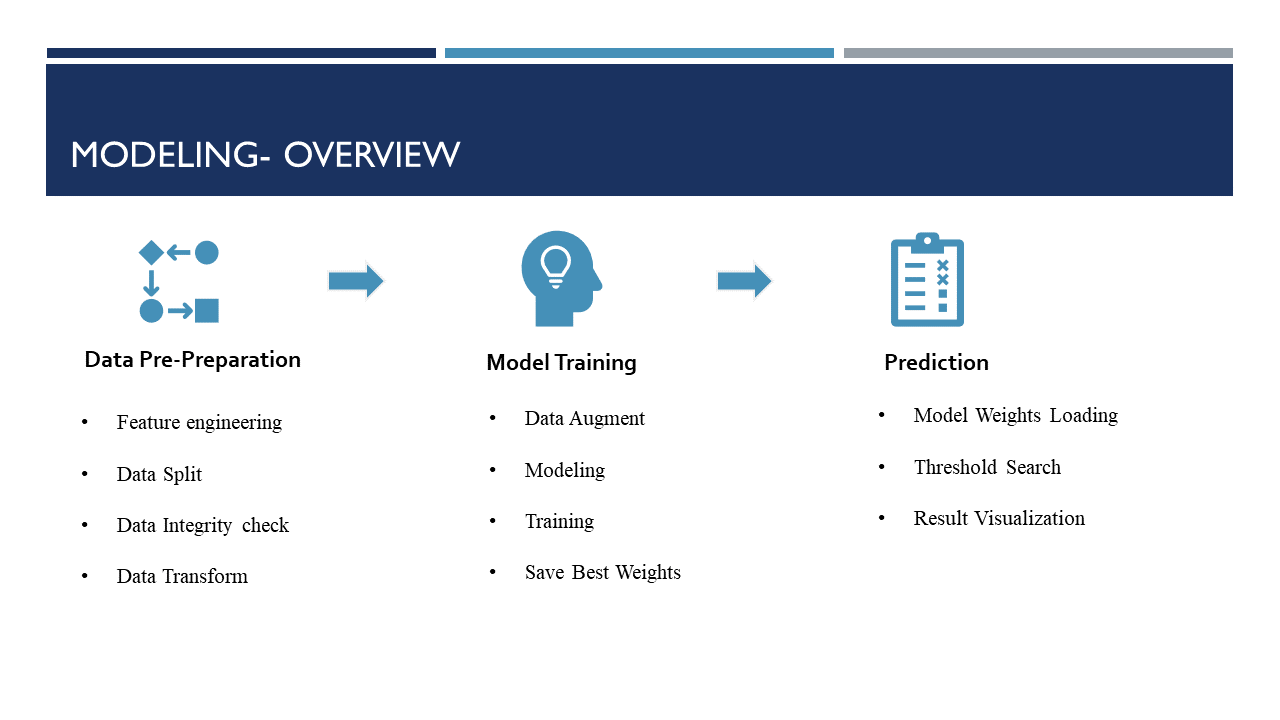 MODELING- OVERVIEW
Data Pre-Preparation
• Feature engineering
• Data Split
• Data Integrity check
• Data Transform
Model Training
• Data Augment
• Modeling
• Training
• Save Best Weights
Prediction
• Model Weights Loading
• Threshold Search
• Result Visualization